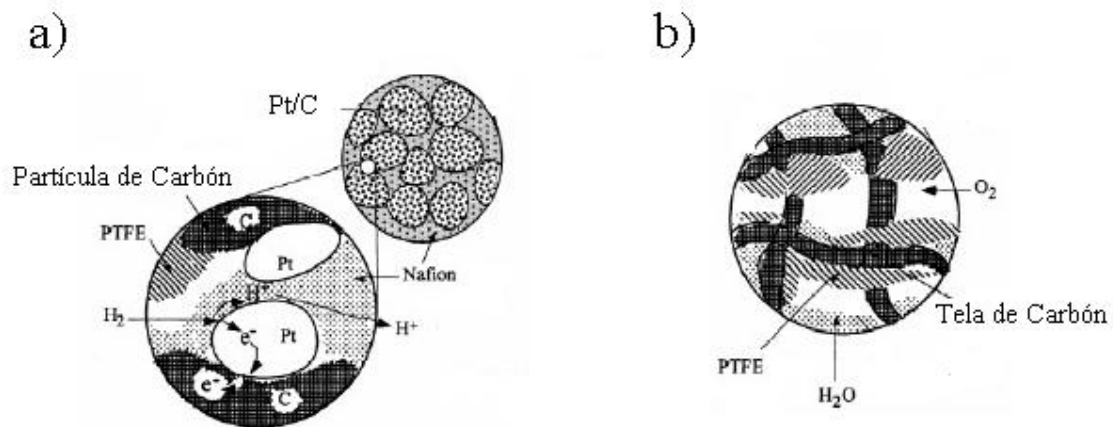 a)
Pt/C
Partícula de Carbón
C
PTFE
Pt
Nafion
H⁺
H₂
H⁺
e⁻
Pt
e⁻
C
b)
O₂
Tela de Carbón
PTFE
H₂O